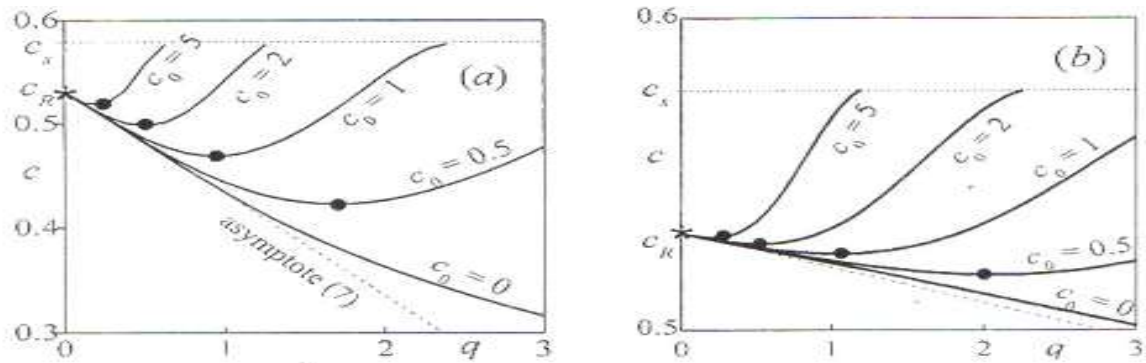 0.6
c_s
c_R
0.5
c
0.4
0.3
0
1
q
2
3
(a)
c_0 = 5
c_0 = 2
c_0 = 1
c_0 = 0.5
c_0 = 0
asymptote (7)
0.6
c_s
c
c_R
0.5
0
1
q
2
3
(b)
c_0 = 5
c_0 = 2
c_0 = 1
c_0 = 0.5
c_0 = 0